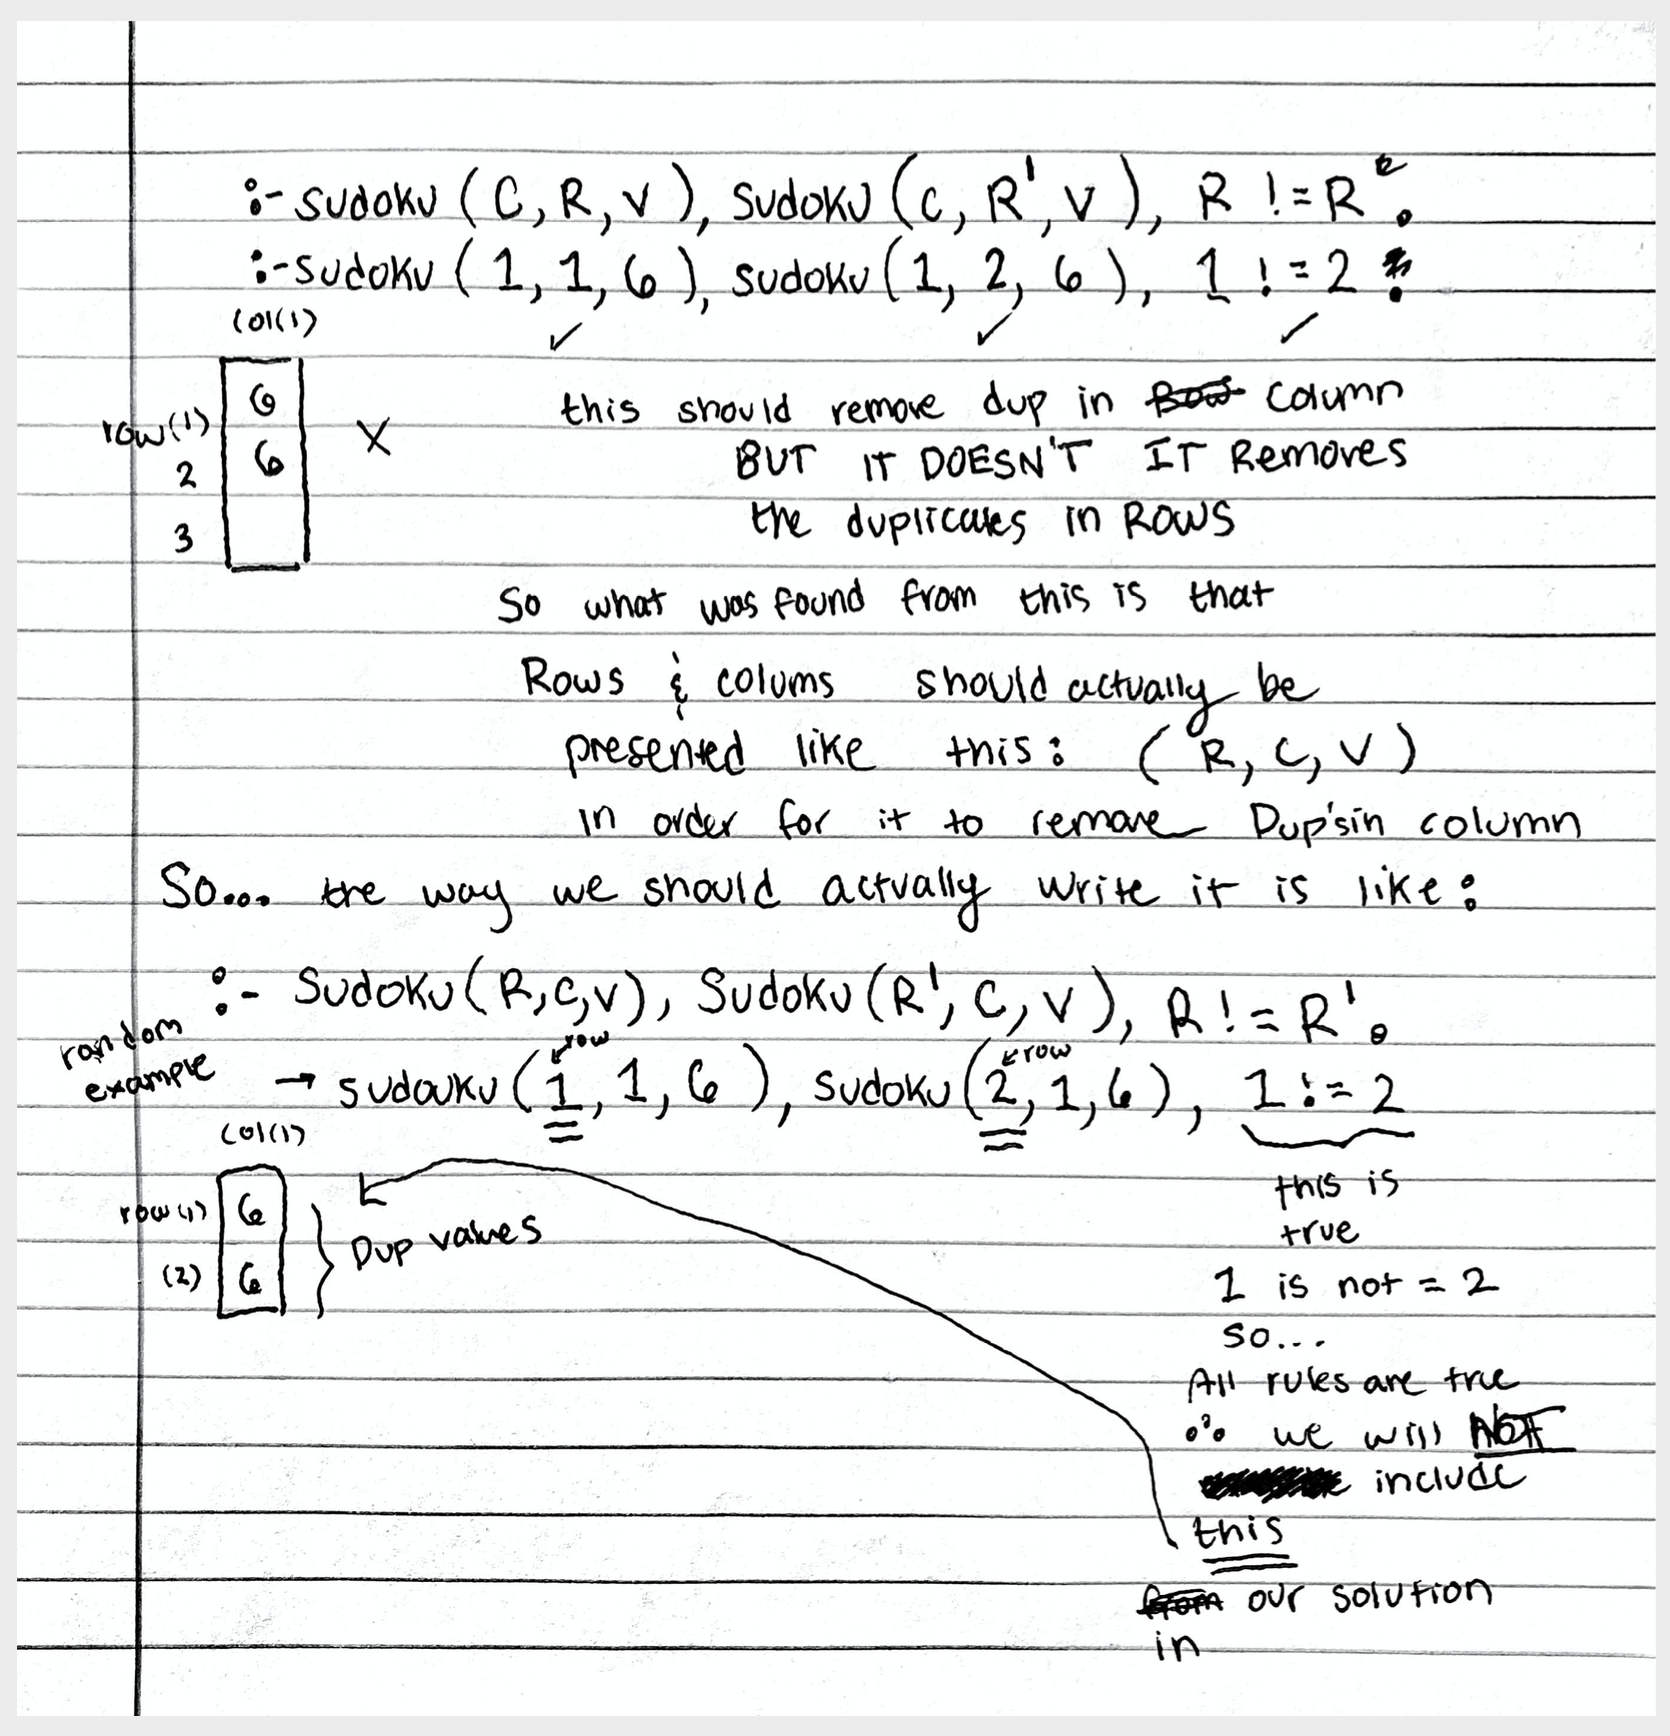 :- sudoku (C, R, V), sudoku (C, R', V), R != R'.
:- sudoku (1, 1, 6), sudoku (1, 2, 6), 1 != 2.
col(1)
✓ ✓ ✓
row(1) 6
2 6
3
X
this should remove dup in column
BUT IT DOESN'T IT Removes
the duplicates in ROWS
So what was found from this is that
Rows & colums should actually be
presented like this: (R, C, V)
in order for it to remove Dup's in column
So... the way we should actually write it is like:
:- Sudoku (R, C, V), Sudoku (R', C, V), R != R'.
random
example
row row
→ sudouku (1, 1, 6), sudoku (2, 1, 6), 1 != 2
col(1)
row(1) 6
(2) 6
} Dup values
this is
true
1 is not = 2
so...
All rules are true
∴ we will NOT
include
this
from our solution
in